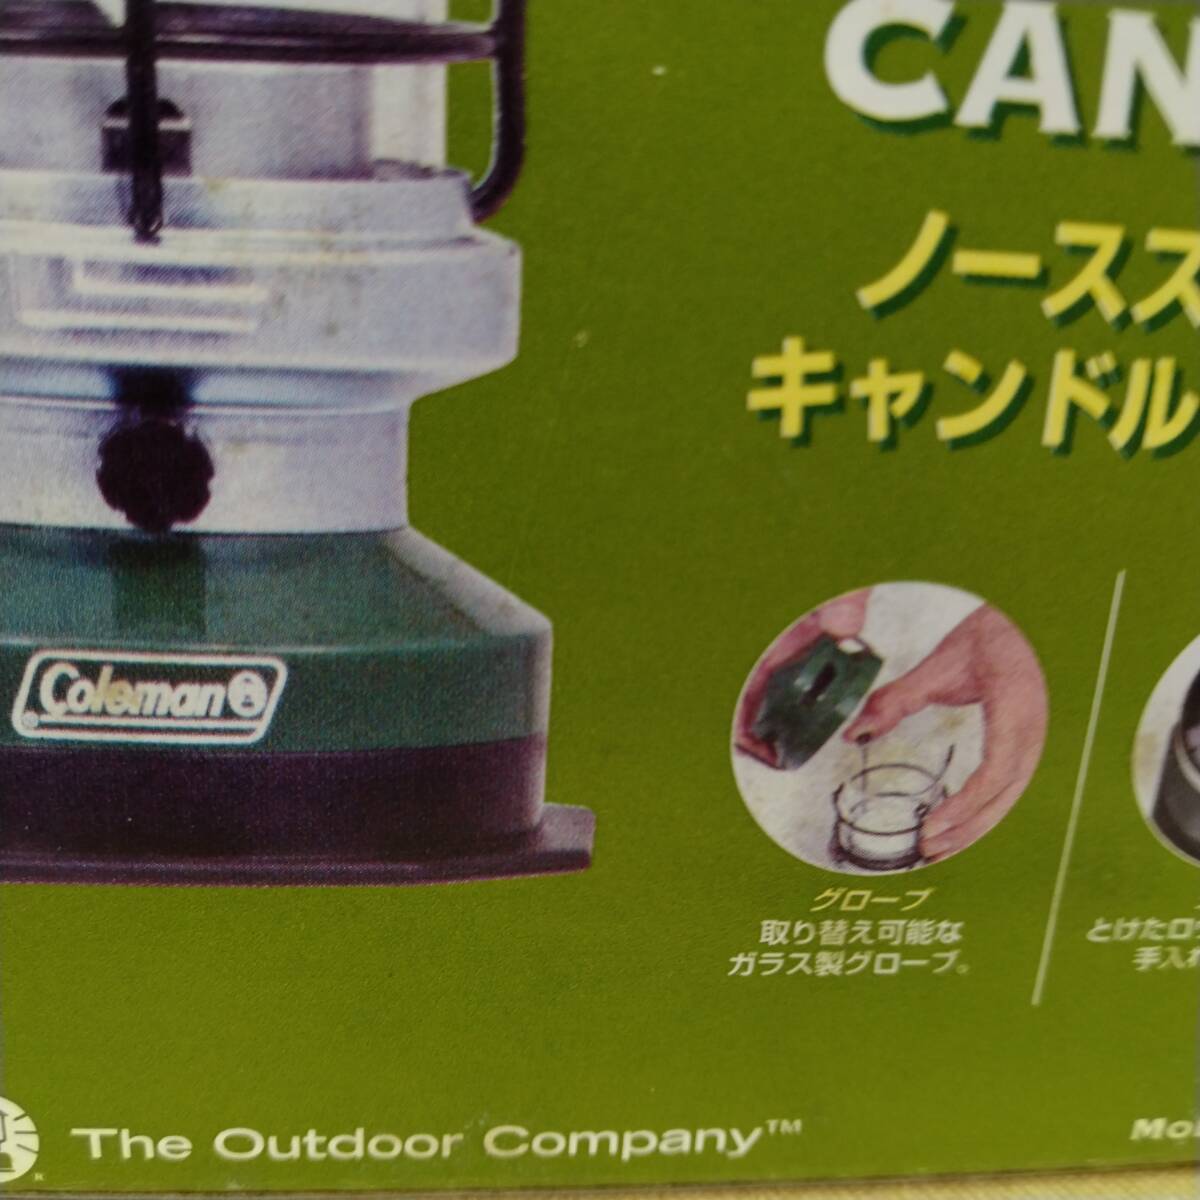 CAN
ノースス
キャンドル
Coleman
グローブ
取り替え可能な
ガラス製グローブ。
とけたロウ
手入れ
The Outdoor Company™